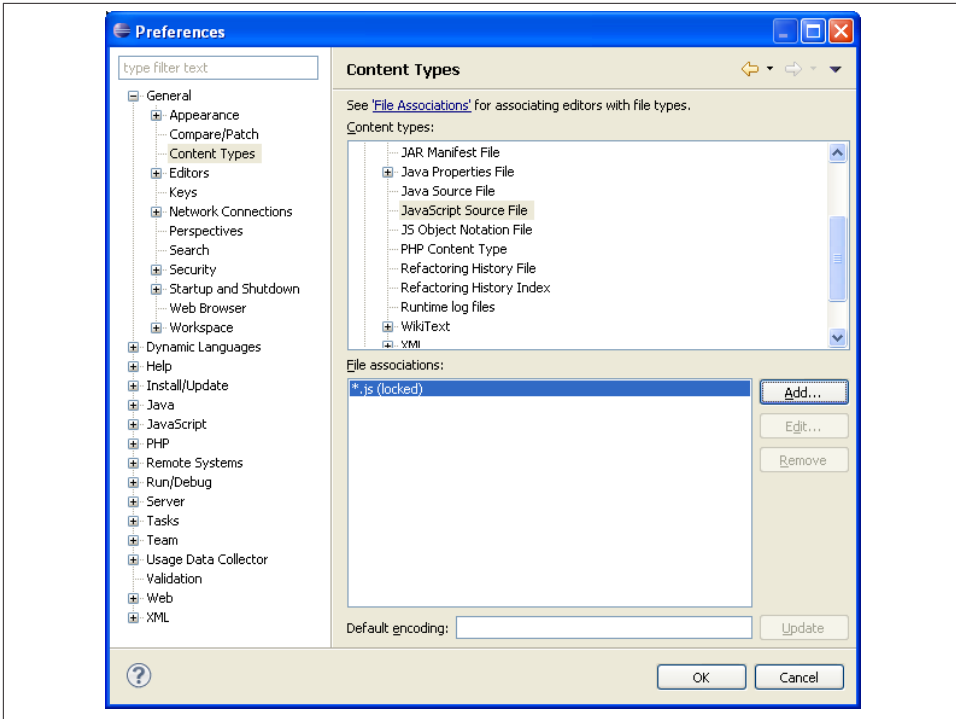 Preferences
type filter text
General
Appearance
Compare/Patch
Content Types
Editors
Keys
Network Connections
Perspectives
Search
Security
Startup and Shutdown
Web Browser
Workspace
Dynamic Languages
Help
Install/Update
Java
JavaScript
PHP
Remote Systems
Run/Debug
Server
Tasks
Team
Usage Data Collector
Validation
Web
XML
Content Types
See 'File Associations' for associating editors with file types.
Content types:
JAR Manifest File
Java Properties File
Java Source File
JavaScript Source File
JS Object Notation File
PHP Content Type
Refactoring History File
Refactoring History Index
Runtime log files
WikiText
XML
File associations:
*.js (locked)
Add...
Edit...
Remove
Default encoding:
Update
?
OK
Cancel